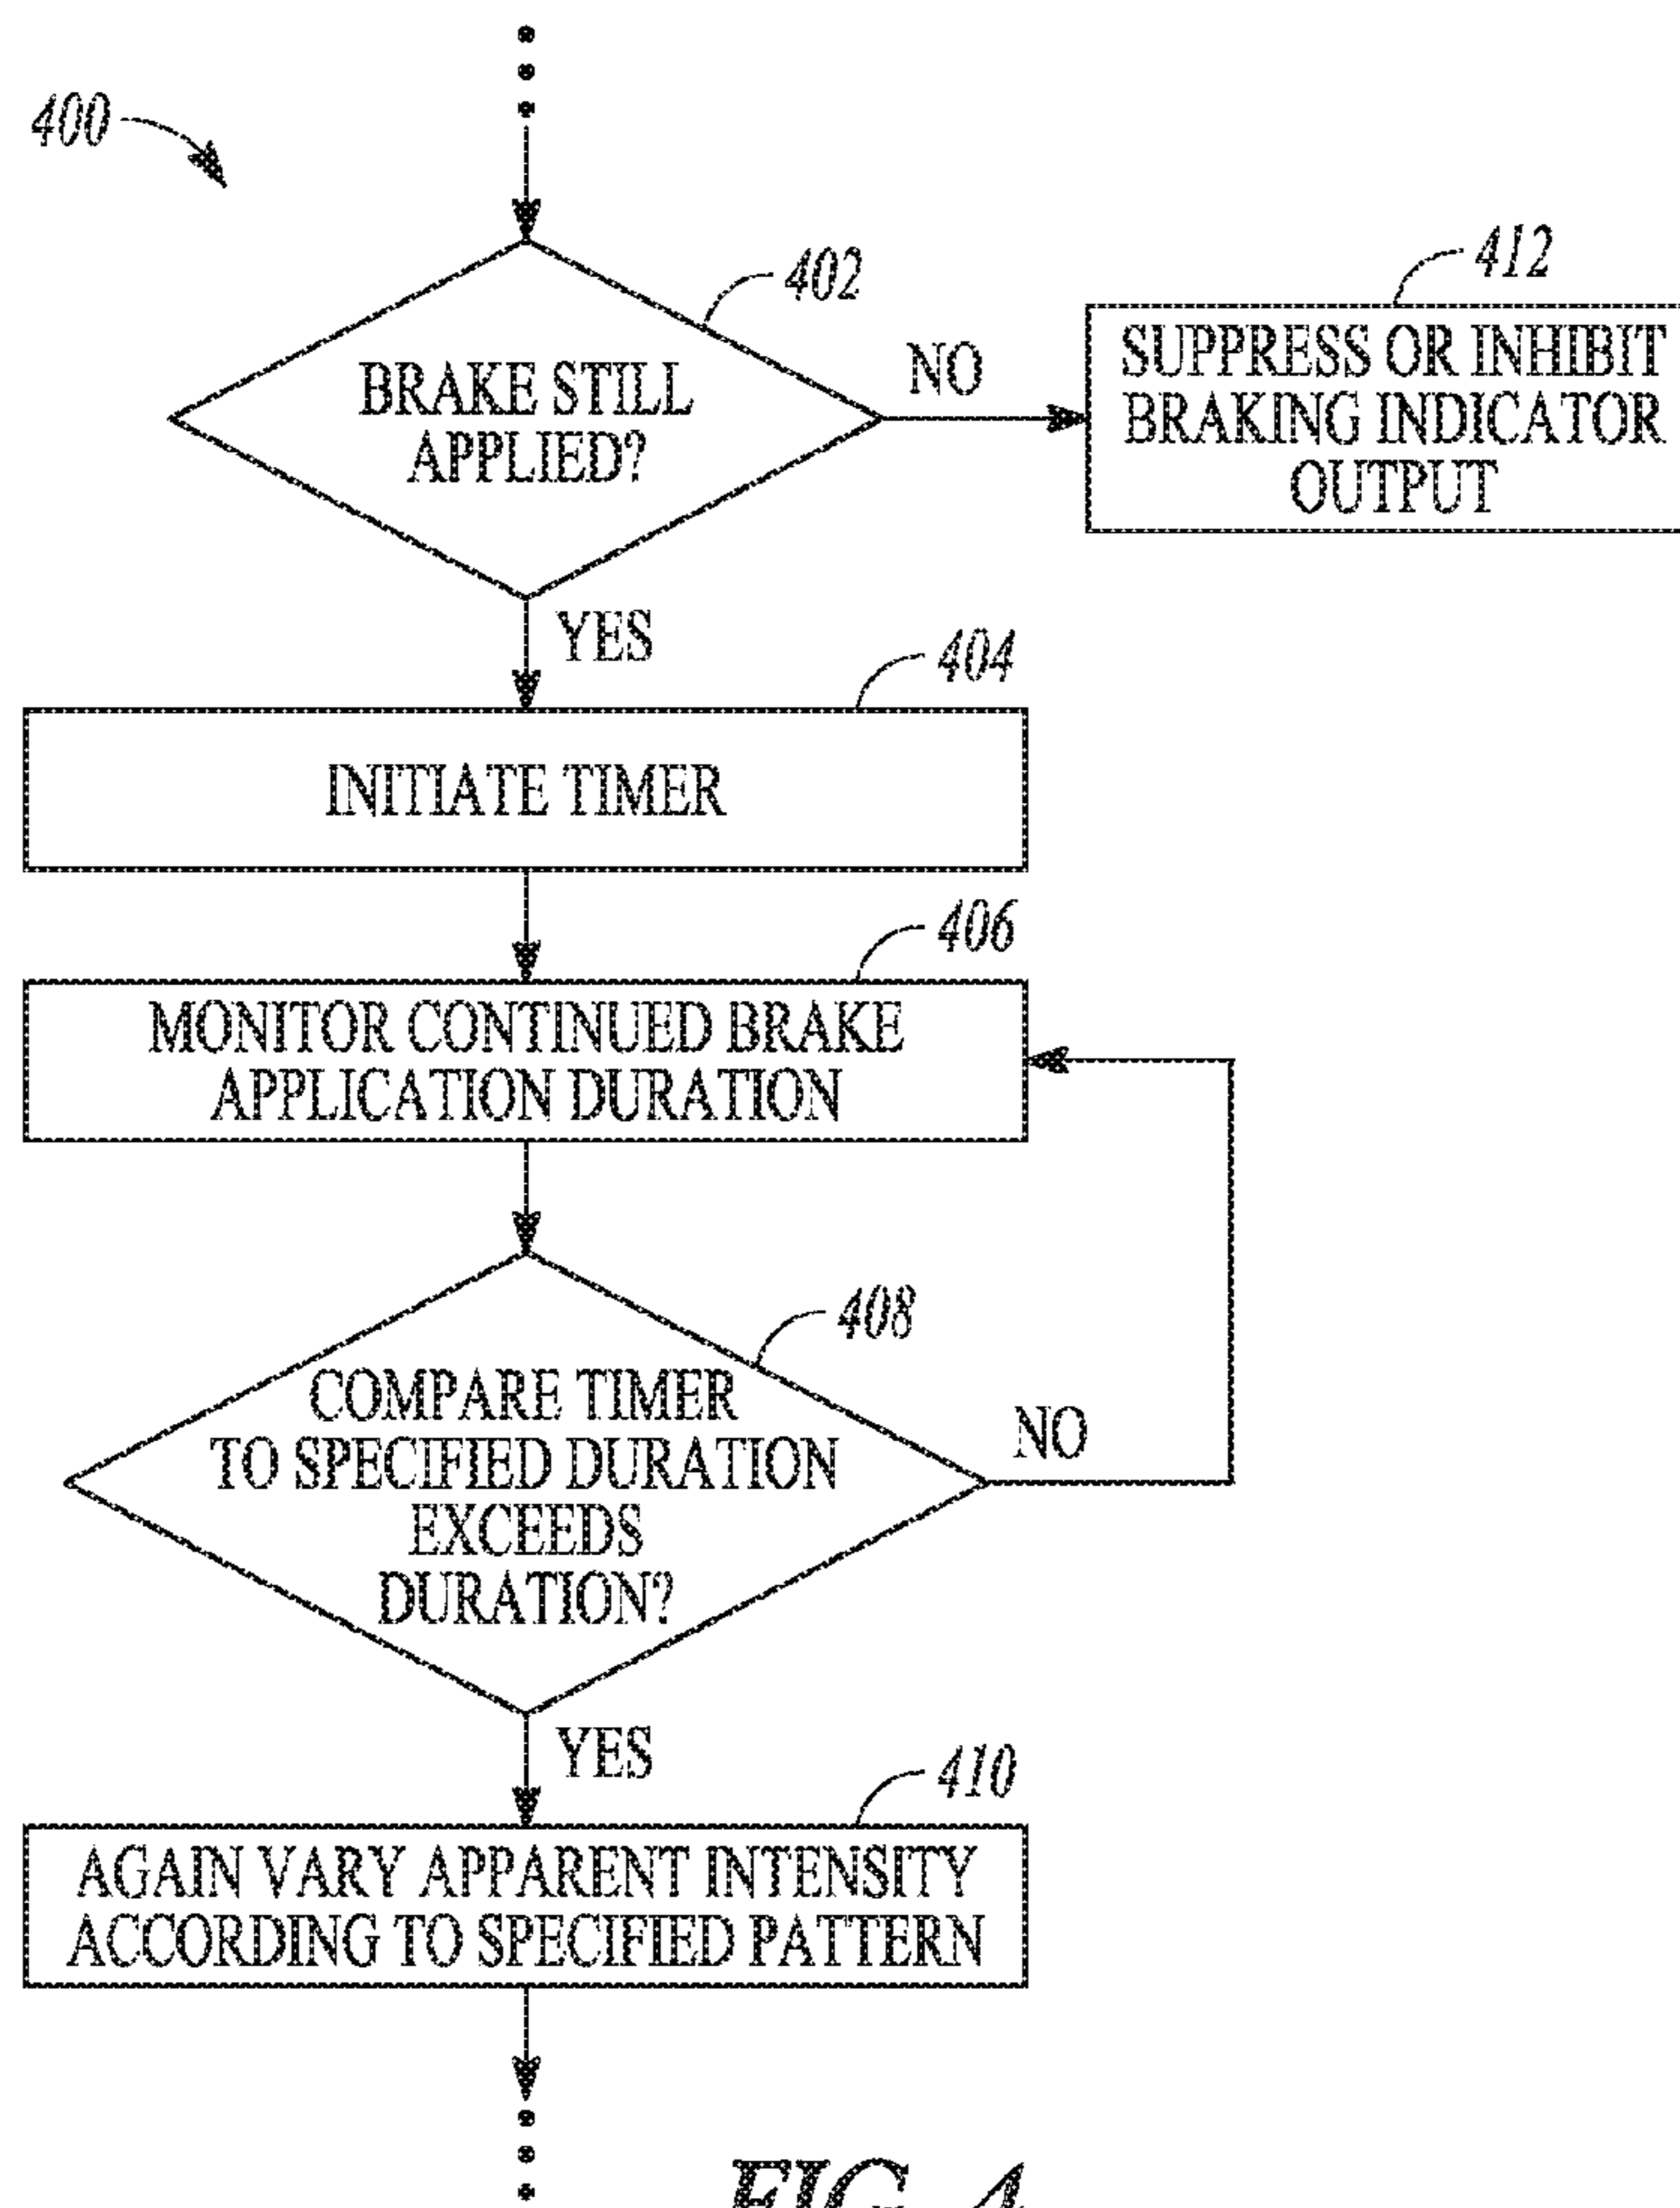 400
402
BRAKE STILL
APPLIED?
NO
412
SUPPRESS OR INHIBIT
BRAKING INDICATOR
OUTPUT
YES
404
INITIATE TIMER
406
MONITOR CONTINUED BRAKE
APPLICATION DURATION
408
COMPARE TIMER
TO SPECIFIED DURATION
EXCEEDS
DURATION?
NO
YES
410
AGAIN VARY APPARENT INTENSITY
ACCORDING TO SPECIFIED PATTERN
FIG. 4